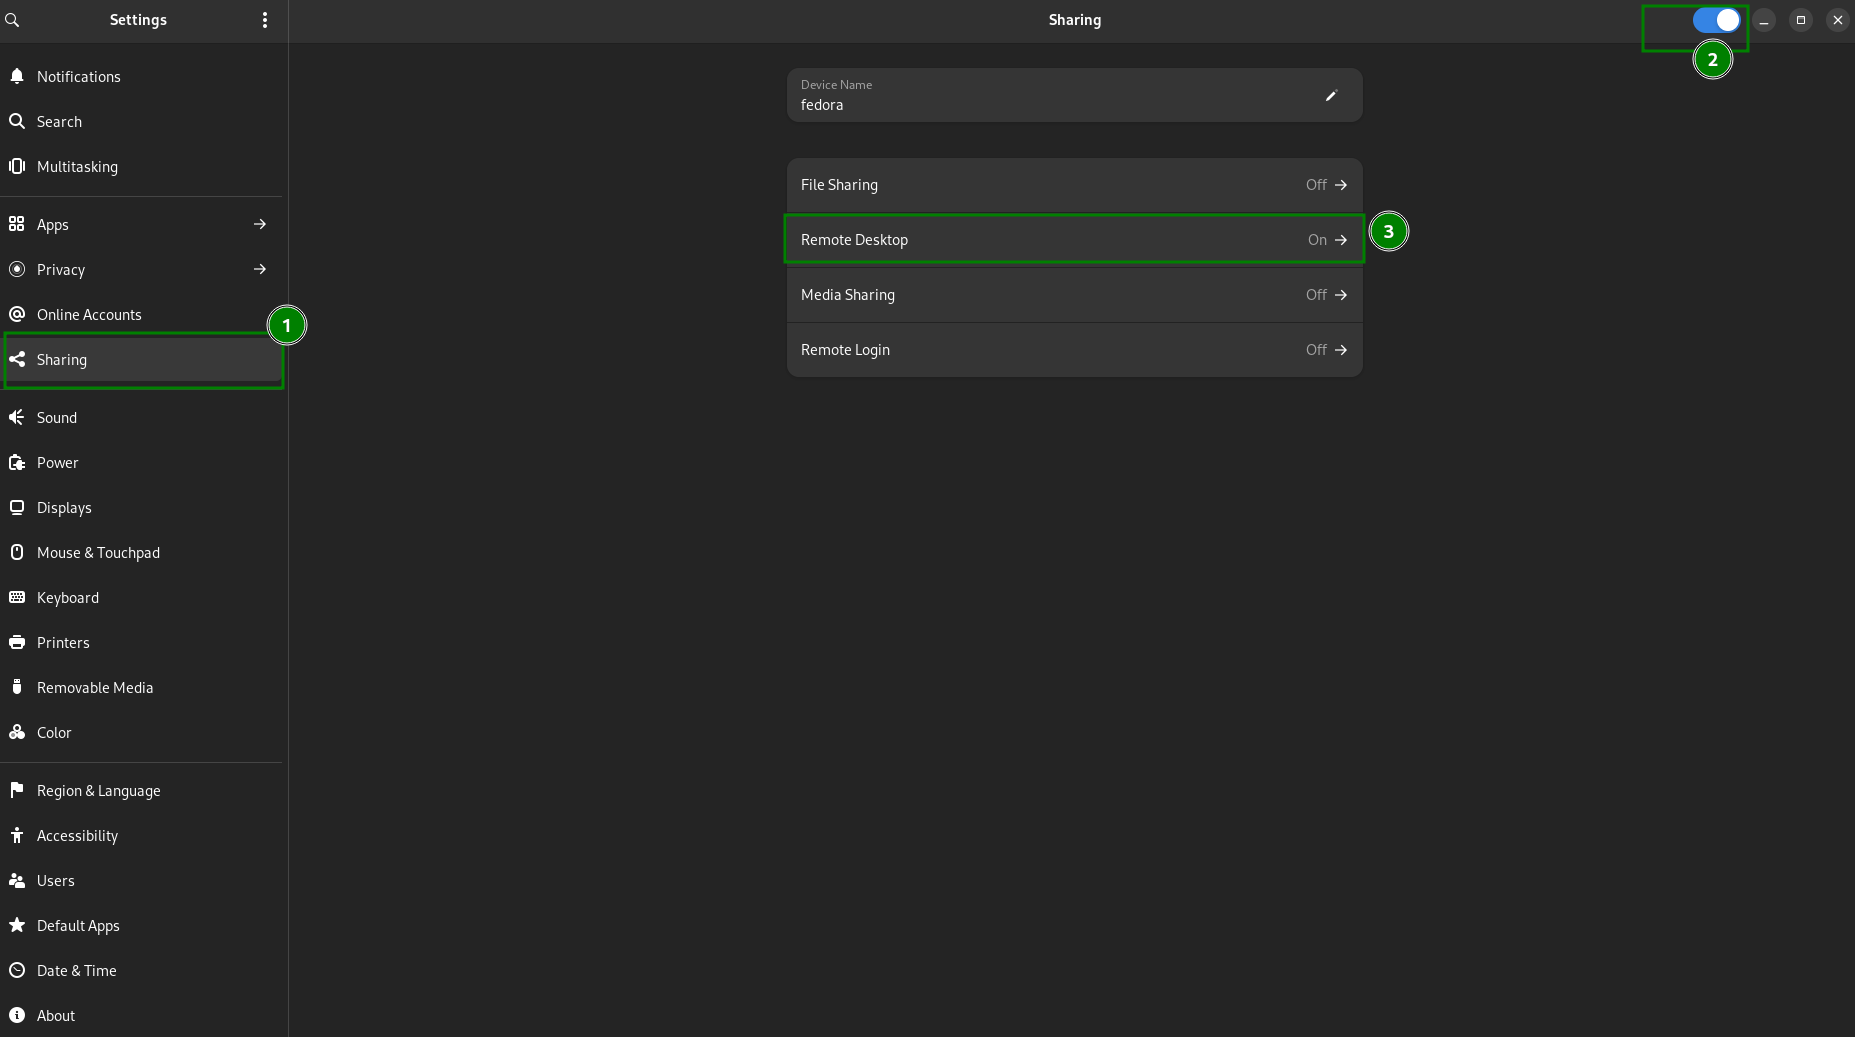 Settings
Sharing
Notifications
Search
Multitasking
Apps
Privacy
Online Accounts
Sharing
Sound
Power
Displays
Mouse & Touchpad
Keyboard
Printers
Removable Media
Color
Region & Language
Accessibility
Users
Default Apps
Date & Time
About
1
2
Device Name
fedora
File Sharing Off
Remote Desktop On
3
Media Sharing Off
Remote Login Off